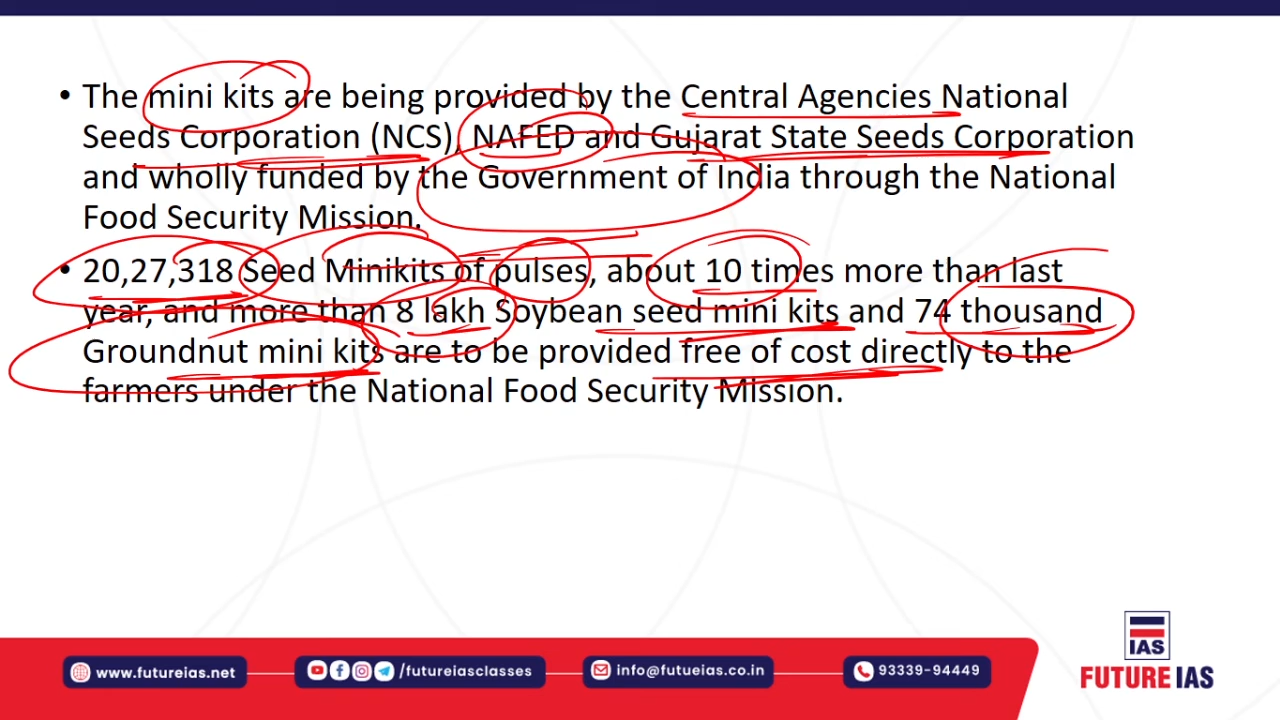 • The mini kits are being provided by the Central Agencies National
Seeds Corporation (NCS), NAFED and Gujarat State Seeds Corporation
and wholly funded by the Government of India through the National
Food Security Mission.
• 20,27,318 Seed Minikits of pulses, about 10 times more than last
year, and more than 8 lakh Soybean seed mini kits and 74 thousand
Groundnut mini kits are to be provided free of cost directly to the
farmers under the National Food Security Mission.
www.futureias.net
/futureiasclasses
info@futueias.co.in
93339-94449
IAS
FUTURE IAS